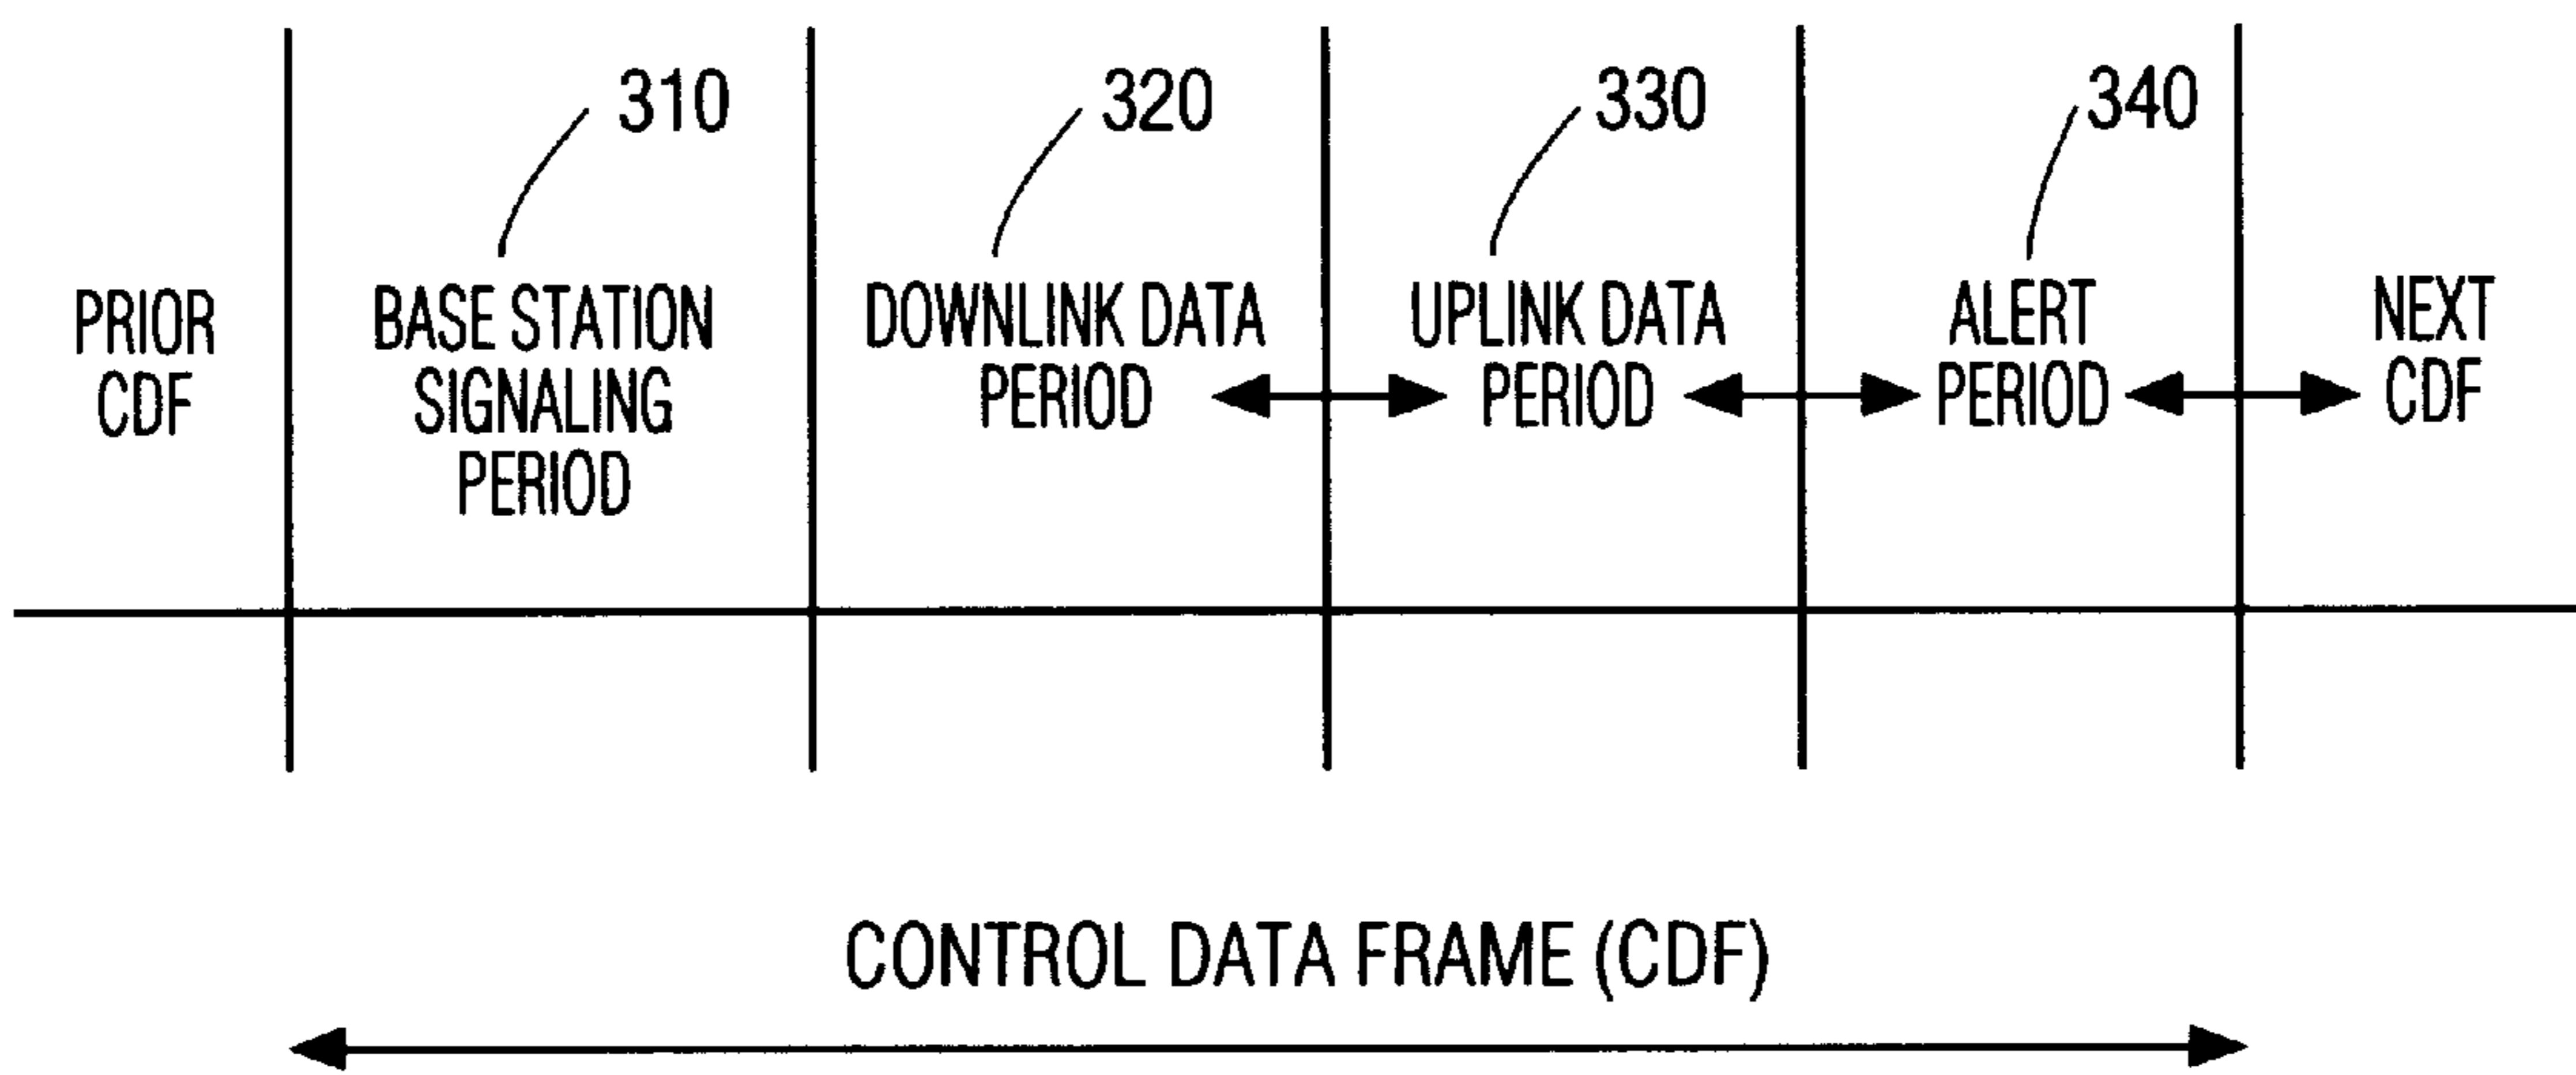 310
320
330
340
PRIOR
CDF
BASE STATION
SIGNALING
PERIOD
DOWNLINK DATA
PERIOD
UPLINK DATA
PERIOD
ALERT
PERIOD
NEXT
CDF
CONTROL DATA FRAME (CDF)